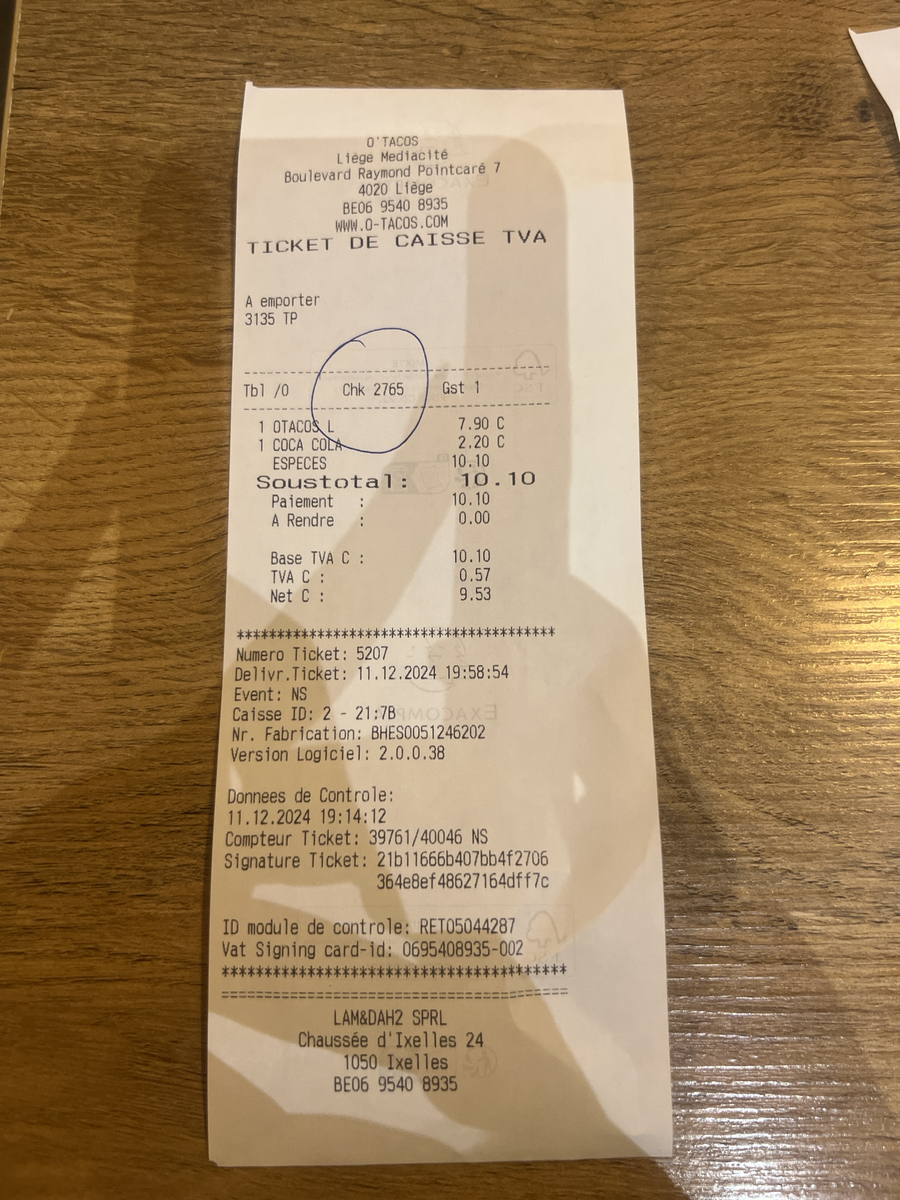 O'TACOS
Liège Mediacité
Boulevard Raymond Pointcaré 7
4020 Liège
BE06 9540 8935
WWW.O-TACOS.COM
TICKET DE CAISSE TVA
A emporter
3135 TP
Tbl /0 Chk 2765 Gst 1
1 OTACOS L 7.90 C
1 COCA COLA 2.20 C
ESPECES 10.10
Soustotal: 10.10
Paiement : 10.10
A Rendre : 0.00
Base TVA C : 10.10
TVA C : 0.57
Net C : 9.53
****************************************
Numero Ticket: 5207
Delivr.Ticket: 11.12.2024 19:58:54
Event: NS
Caisse ID: 2 - 21:7B
Nr. Fabrication: BHES0051246202
Version Logiciel: 2.0.0.38
Donnees de Controle:
11.12.2024 19:14:12
Compteur Ticket: 39761/40046 NS
Signature Ticket: 21b11666b407bb4f2706
364e8ef48627164dff7c
ID module de controle: RET05044287
Vat Signing card-id: 0695408935-002
****************************************
========================================
LAM&DAH2 SPRL
Chaussée d'Ixelles 24
1050 Ixelles
BE06 9540 8935